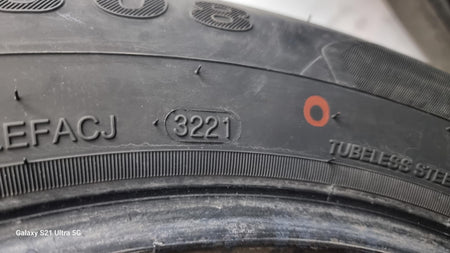 EFACJ 3221
TUBELESS STEE
Galaxy S21 Ultra 5G